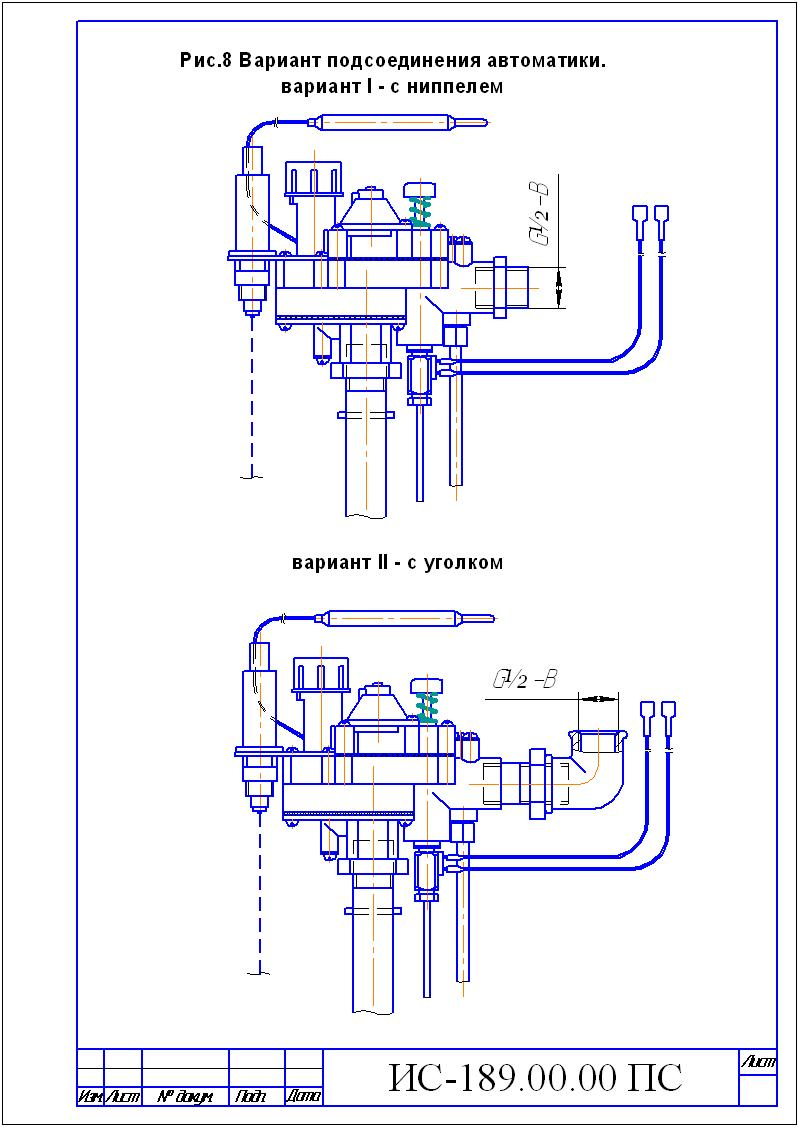 Рис.8 Вариант подсоединения автоматики.
вариант I - с ниппелем
G½-B
вариант II - с уголком
G½-B
Изм Лист № докум. Подп. Дата
ИС-189.00.00 ПС
Лист